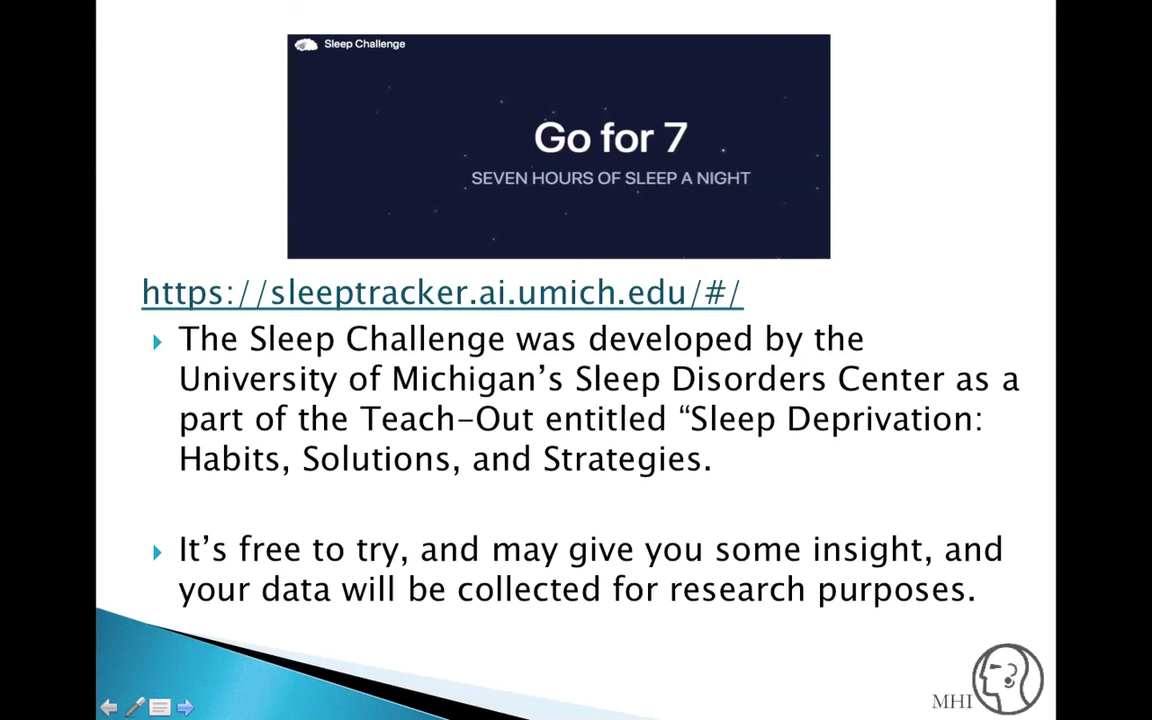 Sleep Challenge
Go for 7
SEVEN HOURS OF SLEEP A NIGHT
https://sleeptracker.ai.umich.edu/#/
The Sleep Challenge was developed by the
University of Michigan’s Sleep Disorders Center as a
part of the Teach-Out entitled “Sleep Deprivation:
Habits, Solutions, and Strategies.
It’s free to try, and may give you some insight, and
your data will be collected for research purposes.
MHI